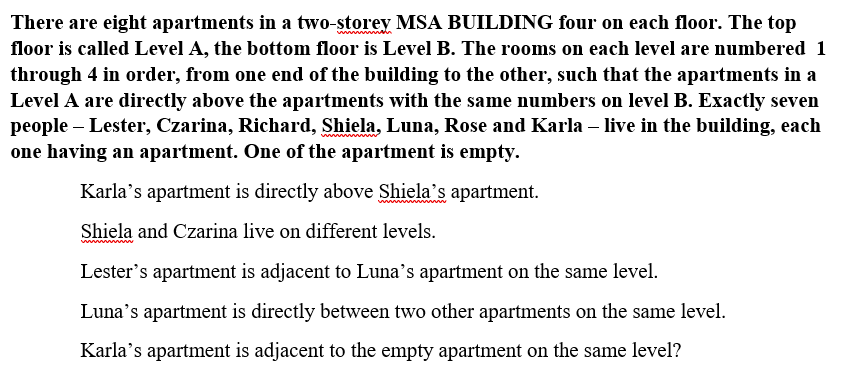 There are eight apartments in a two-storey MSA BUILDING four on each floor. The top
floor is called Level A, the bottom floor is Level B. The rooms on each level are numbered 1
through 4 in order, from one end of the building to the other, such that the apartments in a
Level A are directly above the apartments with the same numbers on level B. Exactly seven
people – Lester, Czarina, Richard, Shiela, Luna, Rose and Karla – live in the building, each
one having an apartment. One of the apartment is empty.
Karla’s apartment is directly above Shiela’s apartment.
Shiela and Czarina live on different levels.
Lester’s apartment is adjacent to Luna’s apartment on the same level.
Luna’s apartment is directly between two other apartments on the same level.
Karla’s apartment is adjacent to the empty apartment on the same level?